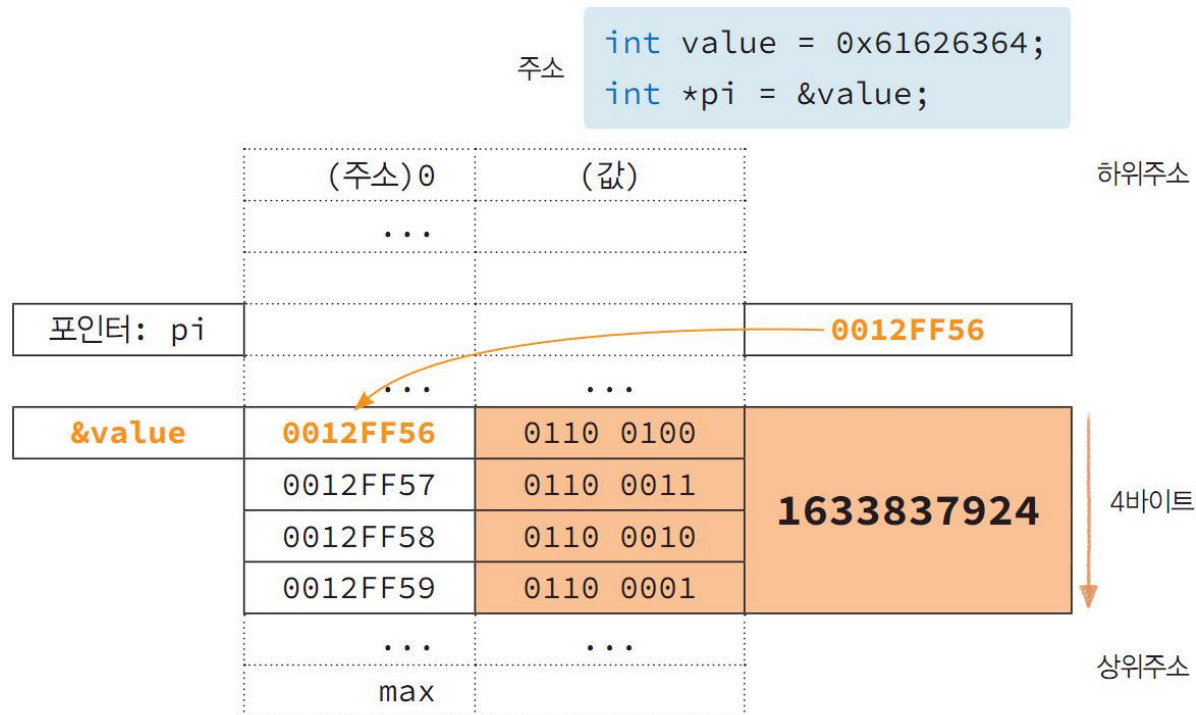 주소
int value = 0x61626364;
int *pi = &value;
(주소)0 (값) 하위주소
...
포인터: pi 0012FF56
... ...
&value 0012FF56 0110 0100
0012FF57 0110 0011
1633837924 4바이트
0012FF58 0110 0010
0012FF59 0110 0001
... ...
상위주소
max